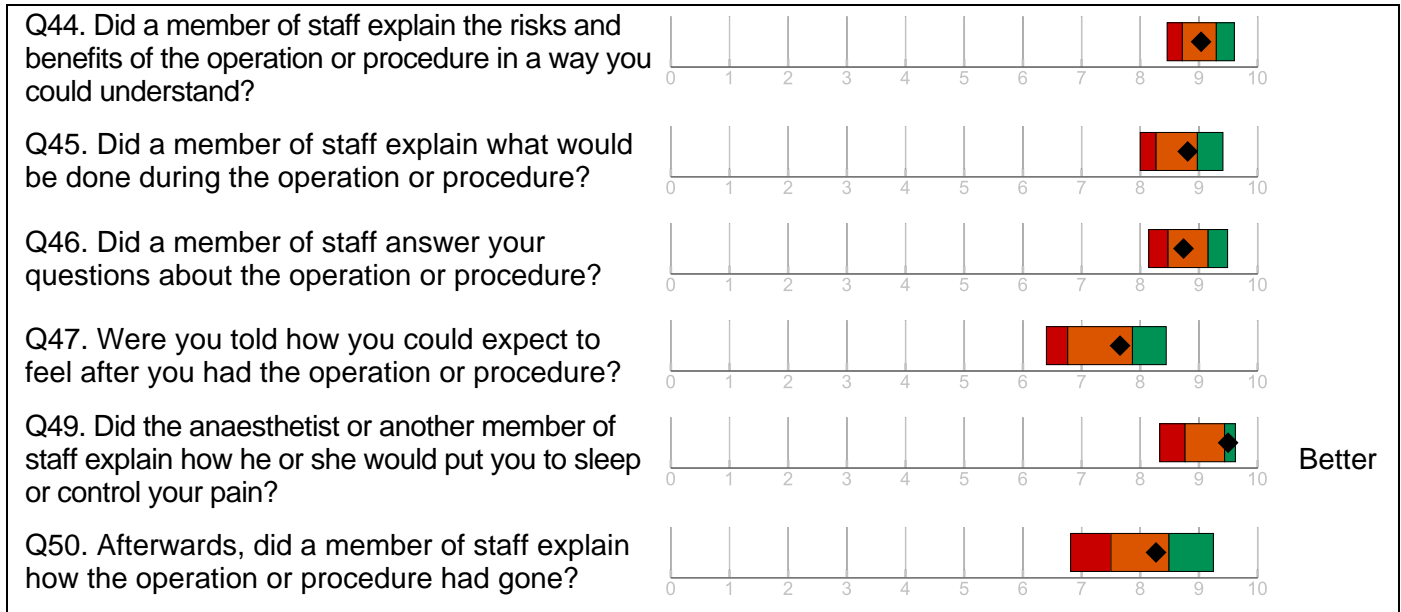 Q44. Did a member of staff explain the risks and
benefits of the operation or procedure in a way you
could understand?
0 1 2 3 4 5 6 7 8 9 10
Q45. Did a member of staff explain what would
be done during the operation or procedure?
0 1 2 3 4 5 6 7 8 9 10
Q46. Did a member of staff answer your
questions about the operation or procedure?
0 1 2 3 4 5 6 7 8 9 10
Q47. Were you told how you could expect to
feel after you had the operation or procedure?
0 1 2 3 4 5 6 7 8 9 10
Q49. Did the anaesthetist or another member of
staff explain how he or she would put you to sleep
or control your pain?
0 1 2 3 4 5 6 7 8 9 10
Better
Q50. Afterwards, did a member of staff explain
how the operation or procedure had gone?
0 1 2 3 4 5 6 7 8 9 10